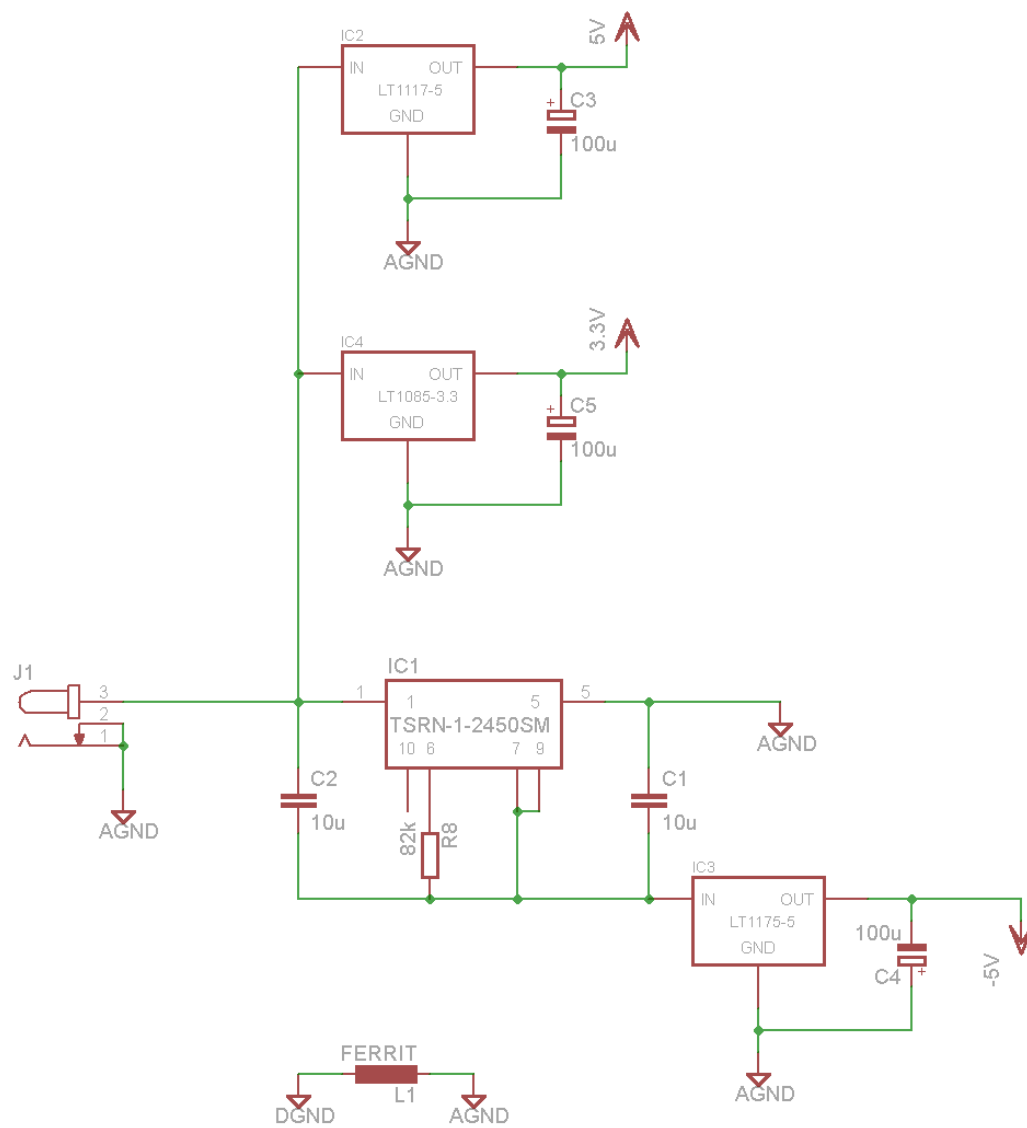 IC2
5V
IN
OUT
LT1117-5
GND
+
C3
100u
AGND
IC4
3.3V
IN
OUT
LT1085-3.3
GND
+
C5
100u
AGND
J1
3
2
1
AGND
IC1
1
1
5
5
TSRN-1-2450SM
10
6
7
9
AGND
C2
10u
82k
R8
C1
10u
IC3
IN
OUT
LT1175-5
GND
100u
C4
+
-5V
AGND
FERRIT
L1
DGND
AGND